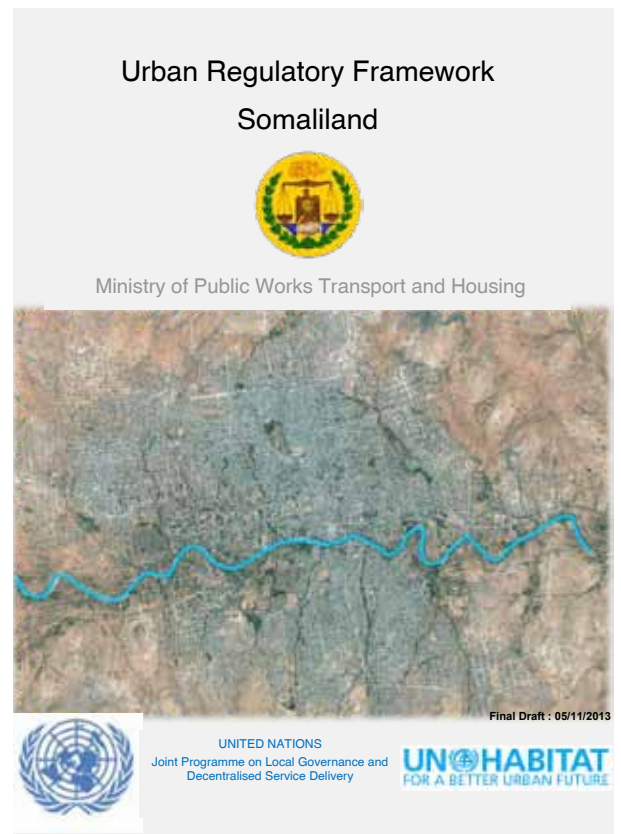 Urban Regulatory Framework
Somaliland
Ministry of Public Works Transport and Housing
Final Draft : 05/11/2013
UNITED NATIONS
Joint Programme on Local Governance and
Decentralised Service Delivery
UN HABITAT
FOR A BETTER URBAN FUTURE